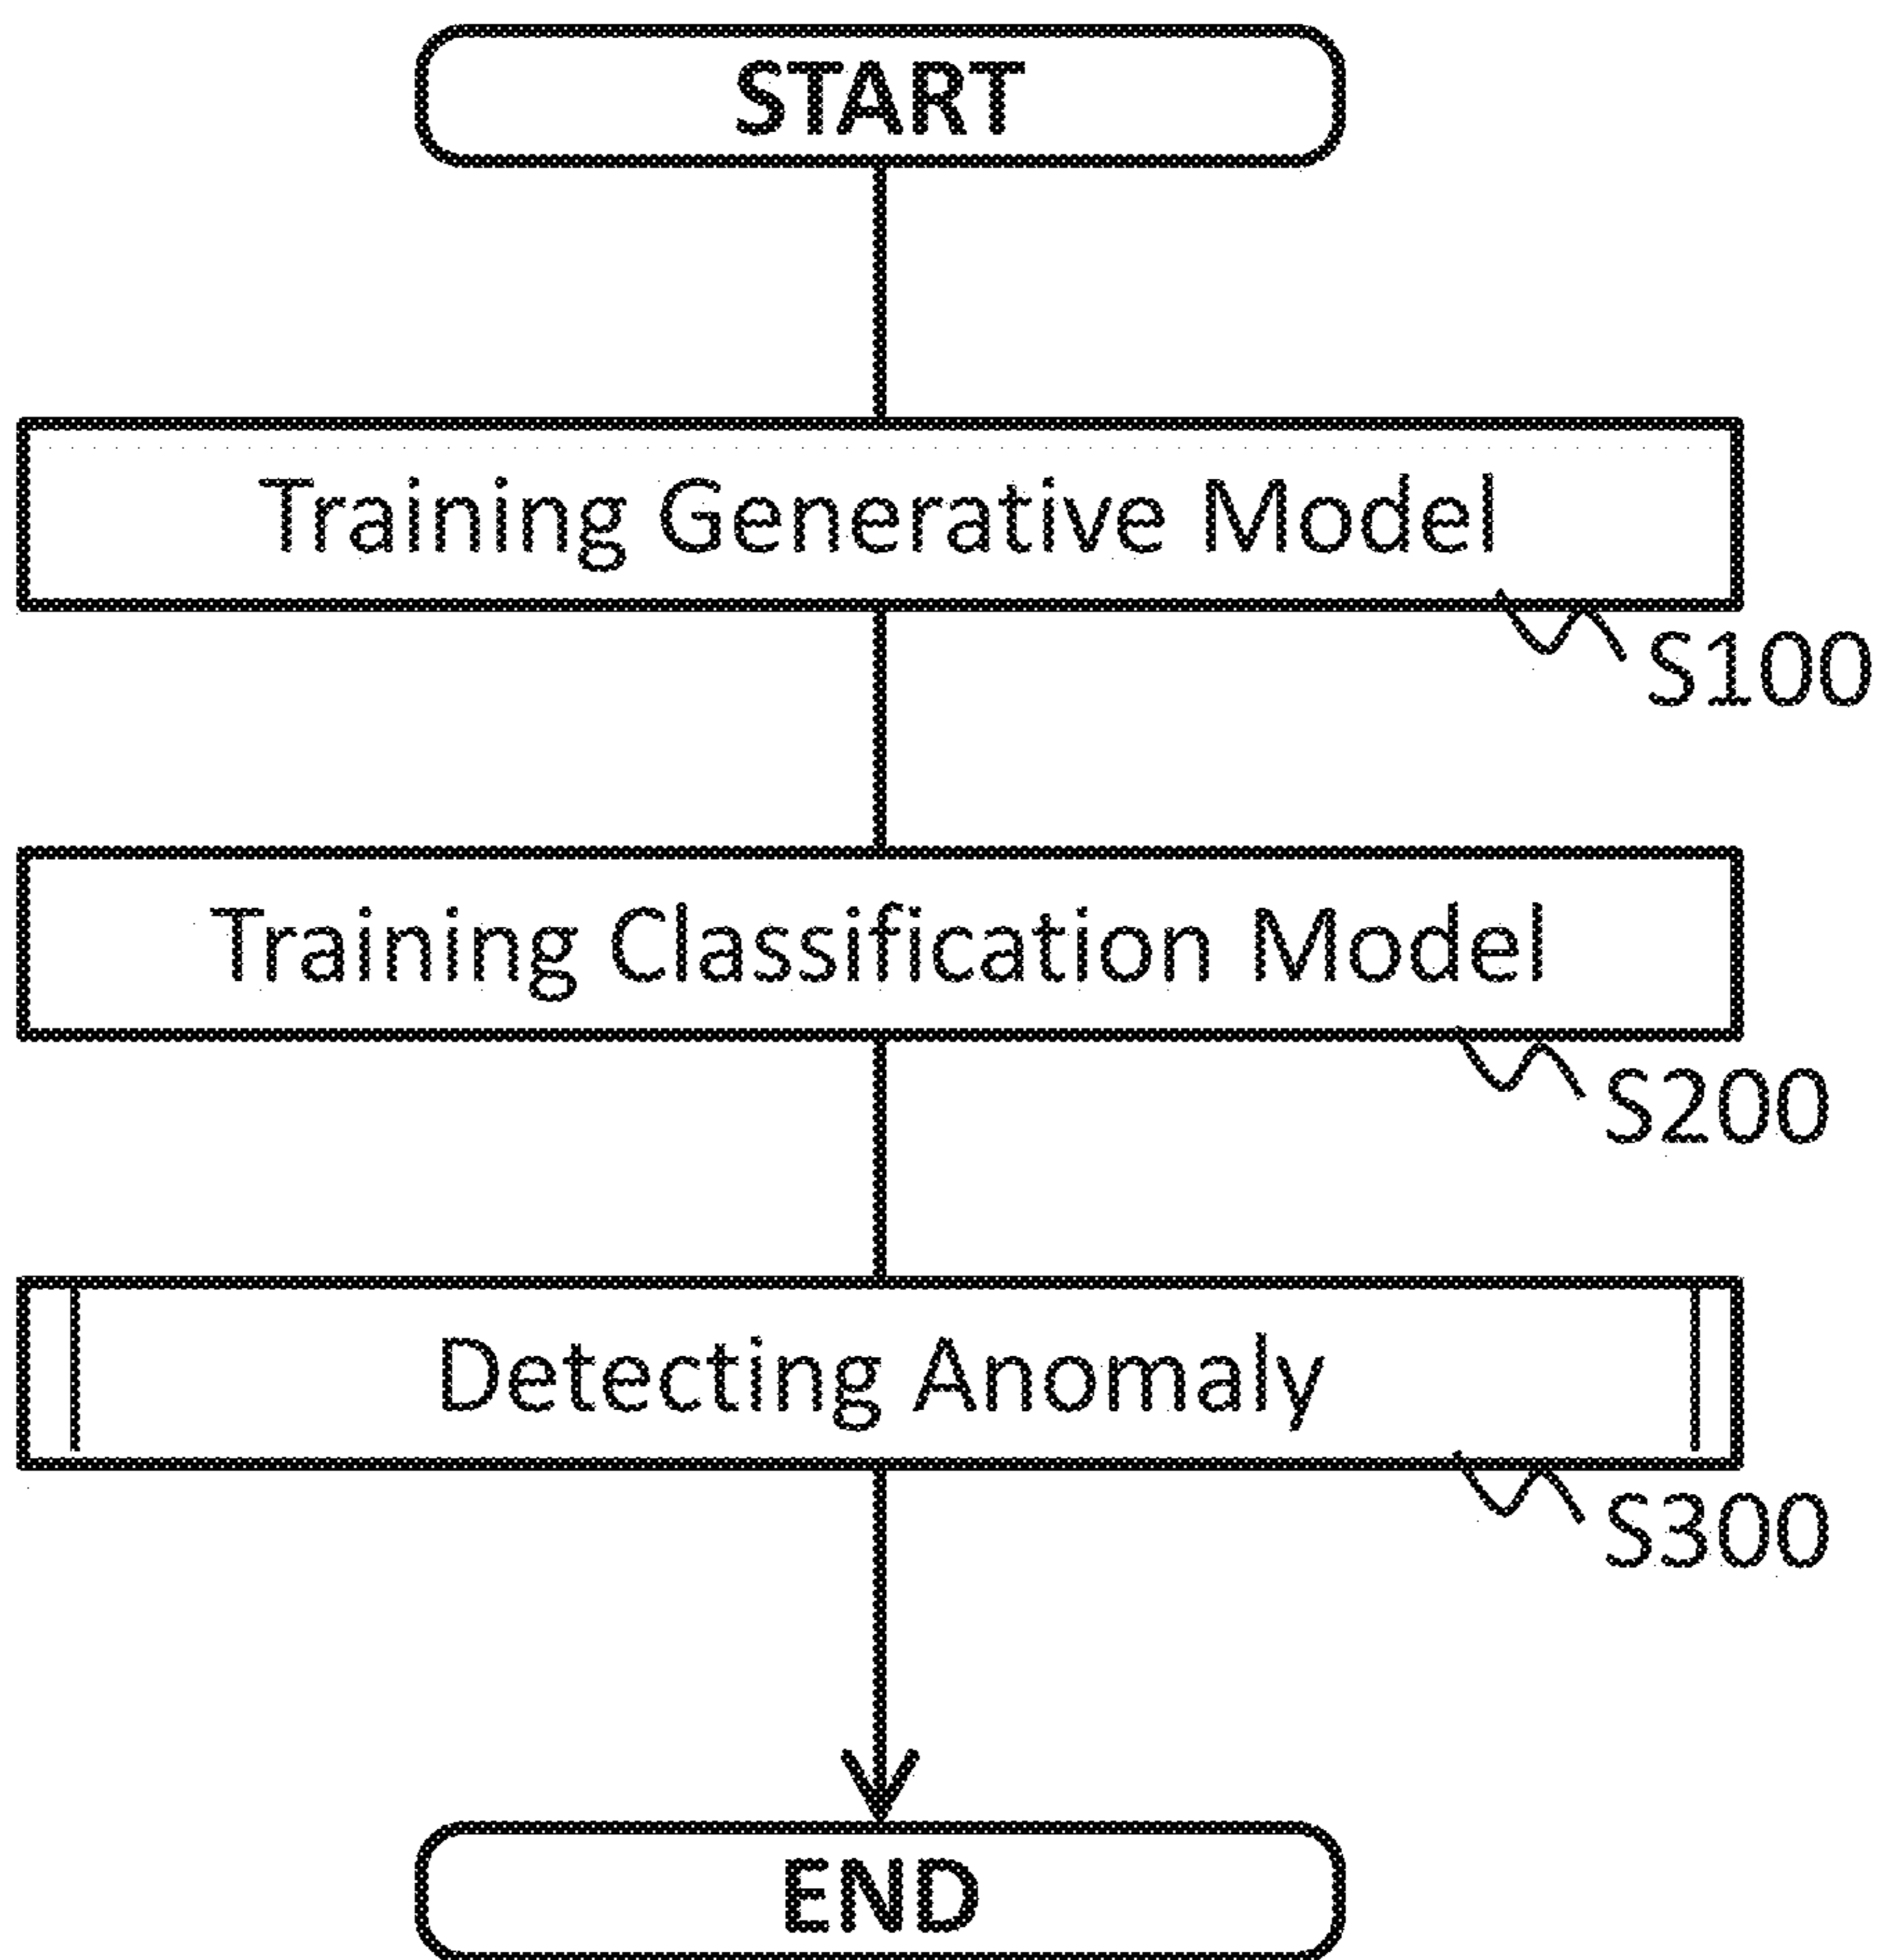 START
Training Generative Model
S100
Training Classification Model
S200
Detecting Anomaly
S300
END